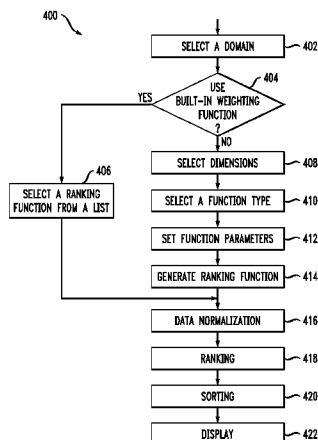 400
SELECT A DOMAIN
402
404
USE
BUILT-IN WEIGHTING
FUNCTION
?
YES
NO
406
SELECT A RANKING
FUNCTION FROM A LIST
SELECT DIMENSIONS
408
SELECT A FUNCTION TYPE
410
SET FUNCTION PARAMETERS
412
GENERATE RANKING FUNCTION
414
DATA NORMALIZATION
416
RANKING
418
SORTING
420
DISPLAY
422